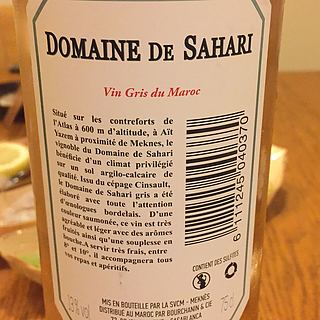 DOMAINE DE SAHARI
Vin Gris du Maroc
Situé sur les contreforts de
l'Atlas à 600 m d'altitude, à Aït
Yazem à proximité de Meknes, le
vignoble du Domaine de Sahari
bénéficie d'un climat privilégié
sur un sol argilo-calcaire de
qualité. Issu du cépage Cinsault,
le Domaine de Sahari gris a été
élaboré avec toute l'attention
d'œnologues bordelais. D'une
couleur saumonée, ce vin est très
agréable et léger avec des arômes
fruités ainsi qu'une souplesse en
bouche. A servir très frais, entre
8° et 10°, il accompagnera tous
vos repas et apéritifs.
6 111245 040370
CONTIENT DES SULFITES
13% VOL
MIS EN BOUTEILLE PAR LA SVCM - MEKNÈS
DISTRIBUÉ AU MAROC PAR BOURCHANIN & CIE
CASABLANCA
75cl